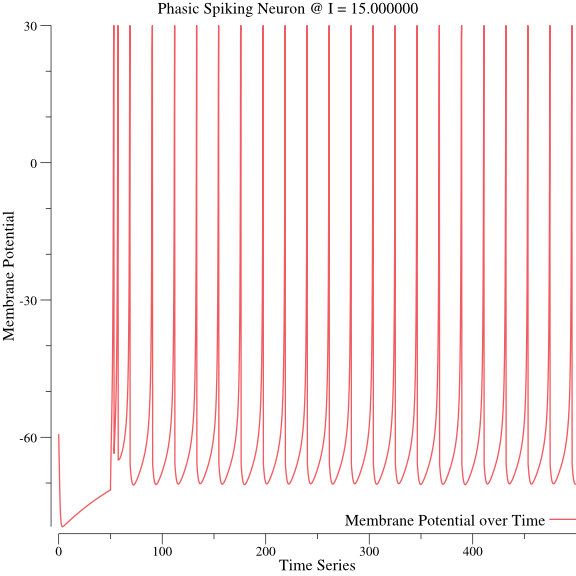 Phasic Spiking Neuron @ I = 15.000000
30
0
-30
-60
Membrane Potential
Membrane Potential over Time
0 100 200 300 400
Time Series